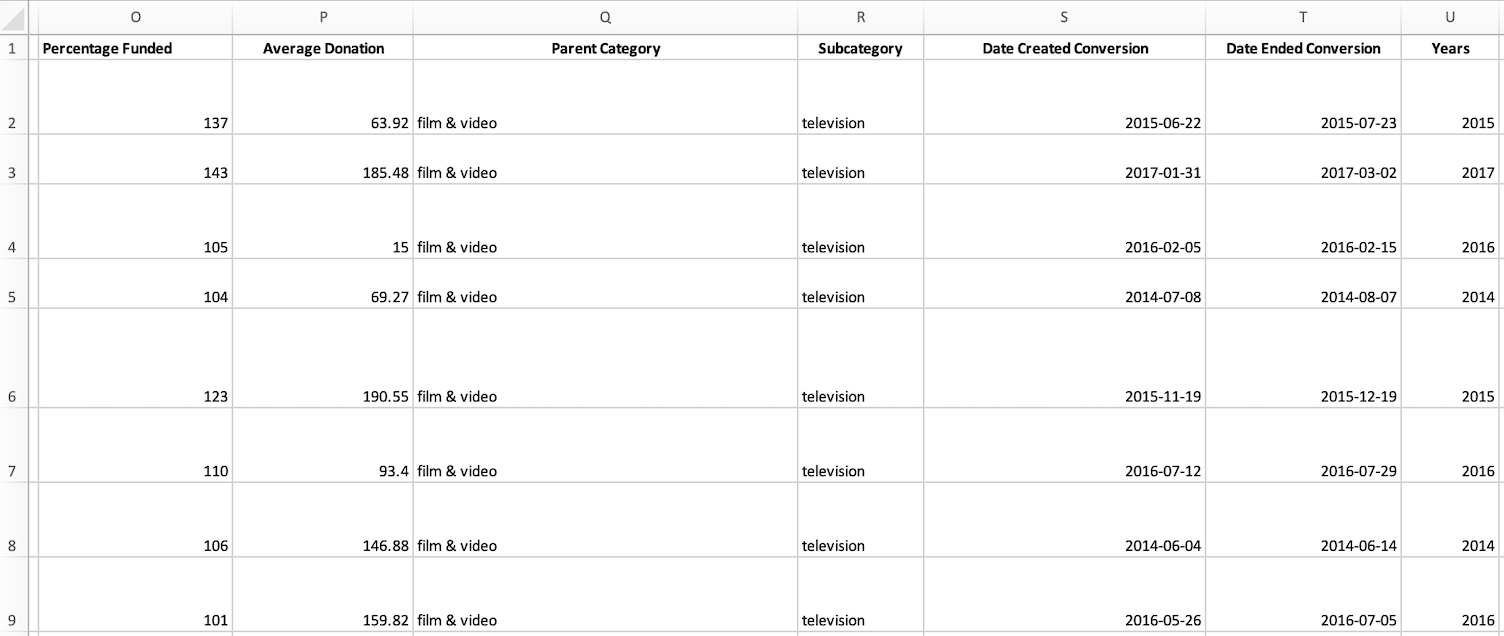 O P Q R S T U
1 Percentage Funded Average Donation Parent Category Subcategory Date Created Conversion Date Ended Conversion Years
2 137 63.92 film & video television 2015-06-22 2015-07-23 2015
3 143 185.48 film & video television 2017-01-31 2017-03-02 2017
4 105 15 film & video television 2016-02-05 2016-02-15 2016
5 104 69.27 film & video television 2014-07-08 2014-08-07 2014
6 123 190.55 film & video television 2015-11-19 2015-12-19 2015
7 110 93.4 film & video television 2016-07-12 2016-07-29 2016
8 106 146.88 film & video television 2014-06-04 2014-06-14 2014
9 101 159.82 film & video television 2016-05-26 2016-07-05 2016